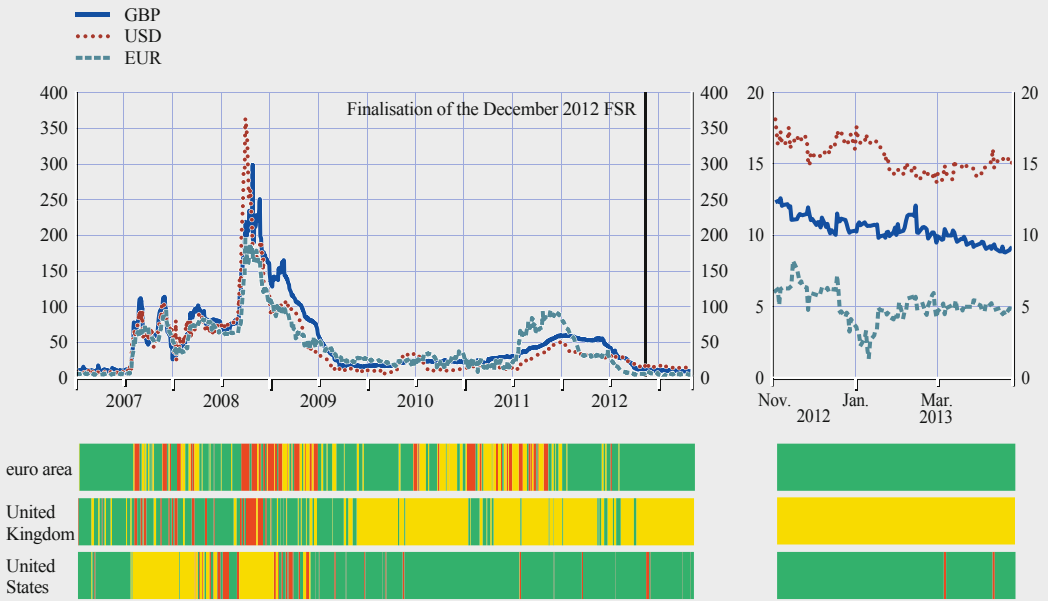 GBP
USD
EUR
400 400 20 20
Finalisation of the December 2012 FSR
350 350
300 300 15 15
250 250
200 200 10 10
150 150
100 100 5 5
50 50
0 0 0 0
2007 2008 2009 2010 2011 2012
Nov. Jan. Mar.
2012 2013
euro area
United
Kingdom
United
States